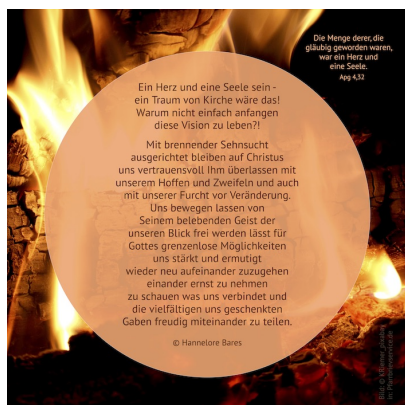 Die Menge derer, die
gläubig geworden waren,
war ein Herz und
eine Seele.
Apg 4,32
Ein Herz und eine Seele sein -
ein Traum von Kirche wäre das!
Warum nicht einfach anfangen
diese Vision zu leben?!
Mit brennender Sehnsucht
ausgerichtet bleiben auf Christus
uns vertrauensvoll Ihm überlassen mit
unserem Hoffen und Zweifeln und auch
mit unserer Furcht vor Veränderung.
Uns bewegen lassen von
Seinem belebenden Geist der
unseren Blick frei werden lässt für
Gottes grenzenlose Möglichkeiten
uns stärkt und ermutigt
wieder neu aufeinander zuzugehen
einander ernst zu nehmen
zu schauen was uns verbindet und
die vielfältigen uns geschenkten
Gaben freudig miteinander zu teilen.
© Hannelore Bares
Bild: ©
In: Pfarrbriefservice.de